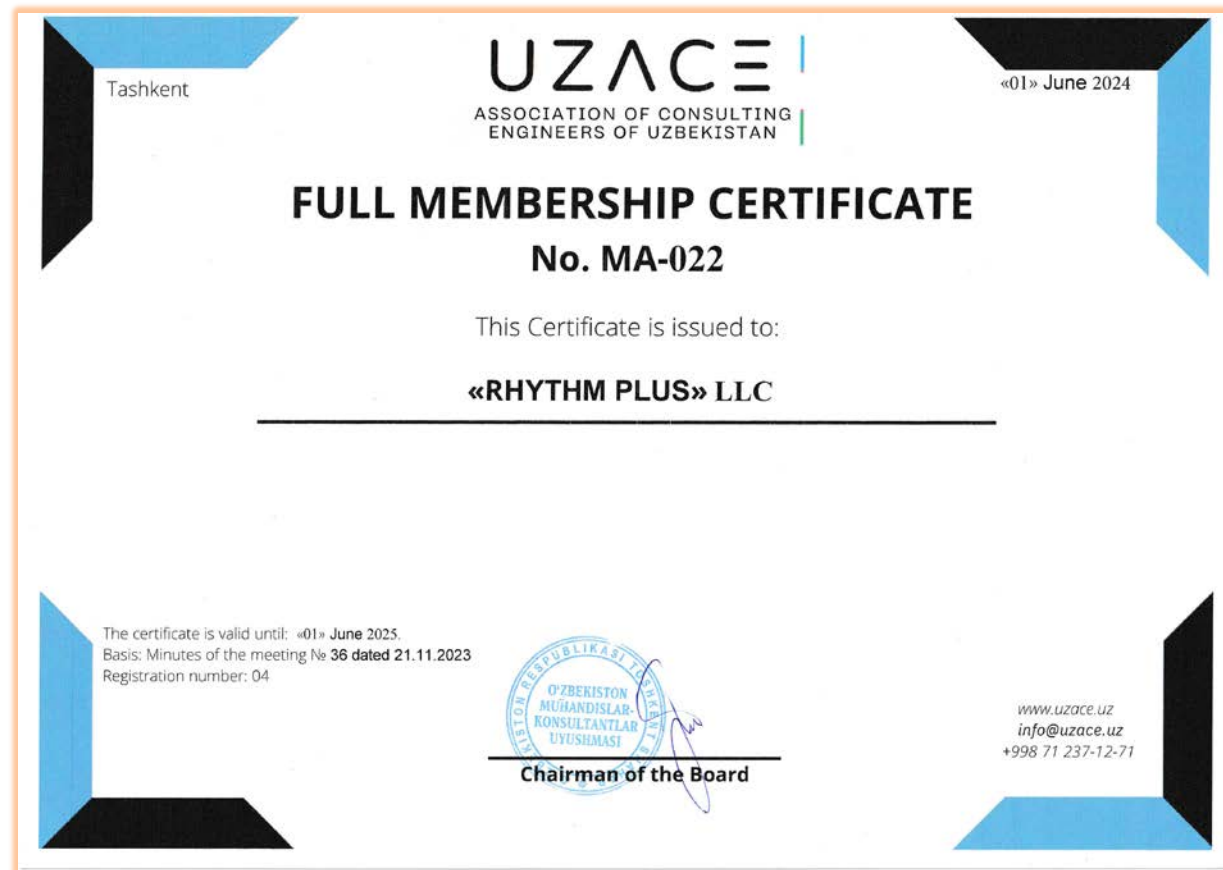 Tashkent
UZACE
ASSOCIATION OF CONSULTING
ENGINEERS OF UZBEKISTAN
«01» June 2024
FULL MEMBERSHIP CERTIFICATE
No. MA-022
This Certificate is issued to:
«RHYTHM PLUS» LLC
The certificate is valid until: «01» June 2025.
Basis: Minutes of the meeting № 36 dated 21.11.2023
Registration number: 04
RESPUBLIKASI
O'ZBEKISTON
MUHANDISLAR-
KONSULTANTLAR
UYUSHMASI
Chairman of the Board
www.uzace.uz
info@uzace.uz
+998 71 237-12-71